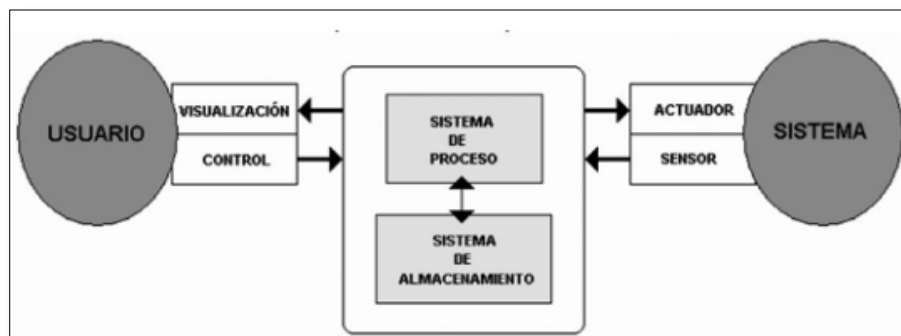 USUARIO
VISUALIZACIÓN
CONTROL
SISTEMA
DE
PROCESO
SISTEMA
DE
ALMACENAMIENTO
ACTUADOR
SENSOR
SISTEMA